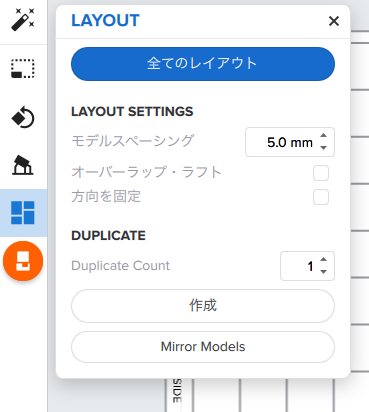 LAYOUT
全てのレイアウト
LAYOUT SETTINGS
モデルスペーシング
5.0 mm
オーバーラップ・ラフト
方向を固定
DUPLICATE
Duplicate Count
1
作成
Mirror Models
SIDE